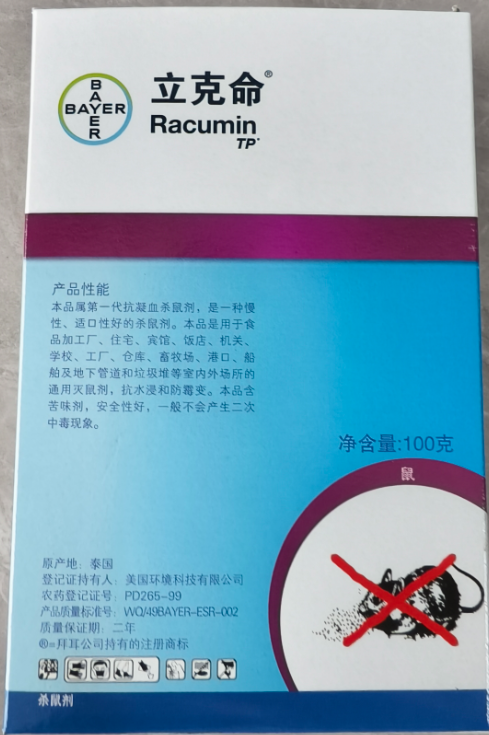 BAYER
BAYER
立克命®
Racumin
TP
产品性能
本品属第一代抗凝血杀鼠剂，是一种慢
性、适口性好的杀鼠剂。本品是用于食
品加工厂、住宅、宾馆、饭店、机关、
学校、工厂、仓库、畜牧场、港口、船
舶及地下管道和垃圾堆等室内外场所的
通用灭鼠剂，抗水浸和防霉变。本品含
苦味剂，安全性好，一般不会产生二次
中毒现象。
净含量:100克
鼠
原产地：泰国
登记证持有人：美国环境科技有限公司
农药登记证号：PD265-99
产品质量标准号：WQ/49BAYER-ESR-002
质量保证期：二年
®=拜耳公司持有的注册商标
杀鼠剂